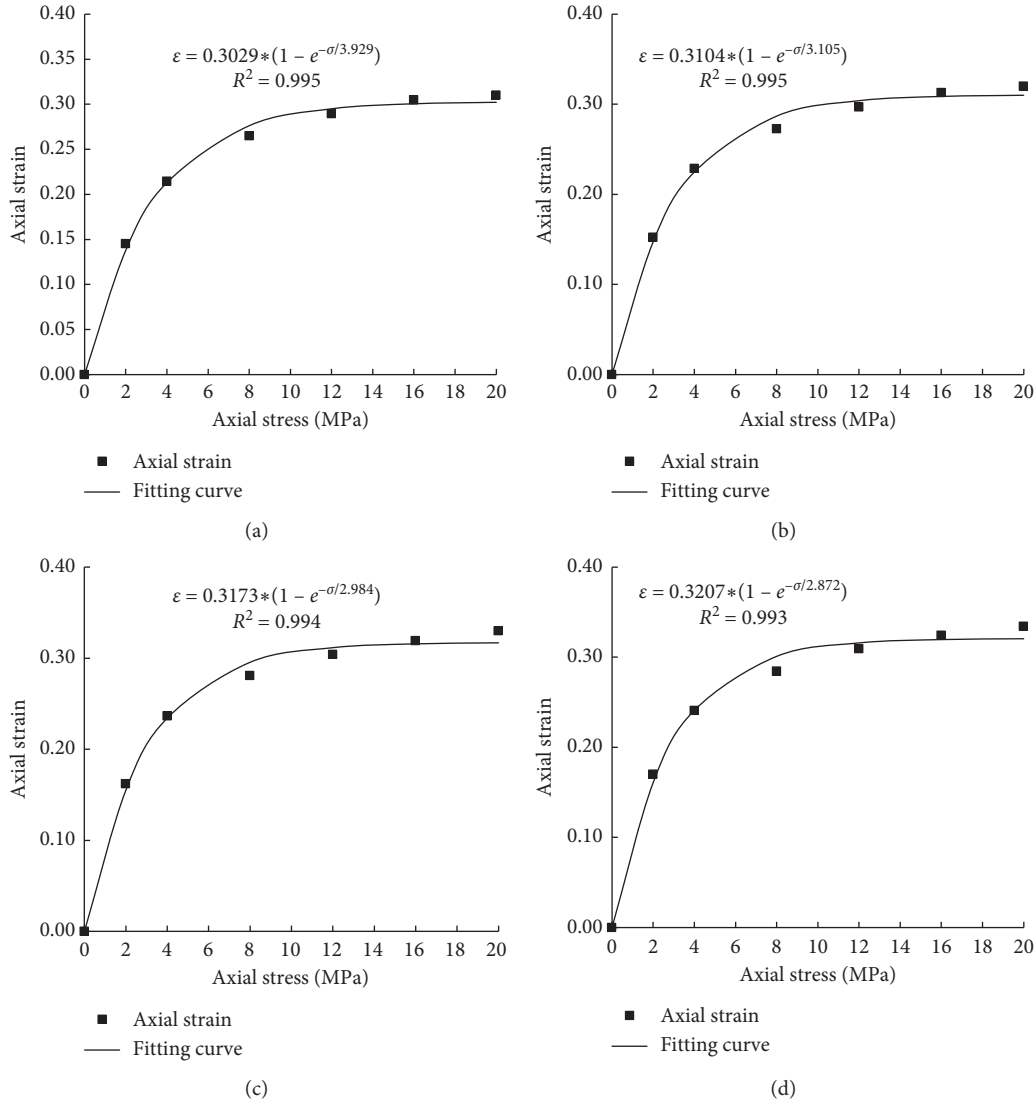 0.40
0.35
0.30
0.25
0.20
0.15
0.10
0.05
0.00
Axial strain
ε = 0.3029∗(1 – e^{–σ/3.929})
R² = 0.995
0 2 4 6 8 10 12 14 16 18 20
Axial stress (MPa)
Axial strain
Fitting curve
(a)
0.40
0.30
0.20
0.10
0.00
Axial strain
ε = 0.3104∗(1 – e^{–σ/3.105})
R² = 0.995
0 2 4 6 8 10 12 14 16 18 20
Axial stress (MPa)
Axial strain
Fitting curve
(b)
0.40
0.30
0.20
0.10
0.00
Axial strain
ε = 0.3173∗(1 – e^{–σ/2.984})
R² = 0.994
0 2 4 6 8 10 12 14 16 18 20
Axial stress (MPa)
Axial strain
Fitting curve
(c)
0.40
0.30
0.20
0.10
0.00
Axial strain
ε = 0.3207∗(1 – e^{–σ/2.872})
R² = 0.993
0 2 4 6 8 10 12 14 16 18 20
Axial stress (MPa)
Axial strain
Fitting curve
(d)